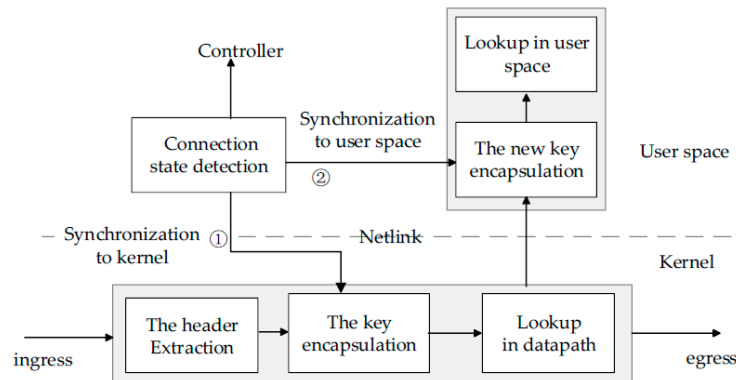 Controller
Lookup in user
space
Synchronization
to user space
Connection
state detection
The new key
encapsulation
User space
②
Synchronization
to kernel
①
Netlink
Kernel
The header
Extraction
The key
encapsulation
Lookup
in datapath
ingress
egress